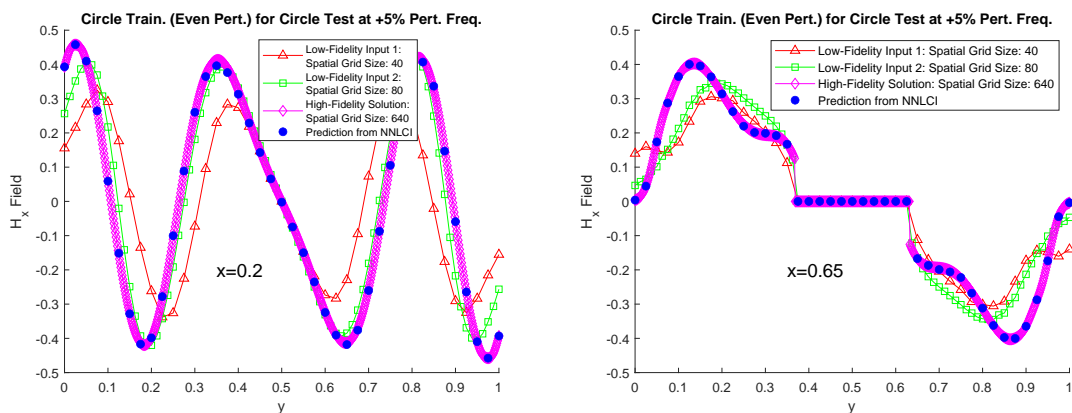 Circle Train. (Even Pert.) for Circle Test at +5% Pert. Freq.
0.5
0.4
0.3
0.2
0.1
0
-0.1
-0.2
-0.3
-0.4
-0.5
H_x Field
Low-Fidelity Input 1:
Spatial Grid Size: 40
Low-Fidelity Input 2:
Spatial Grid Size: 80
High-Fidelity Solution:
Spatial Grid Size: 640
Prediction from NNLCI
x=0.2
0 0.1 0.2 0.3 0.4 0.5 0.6 0.7 0.8 0.9 1
y
Circle Train. (Even Pert.) for Circle Test at +5% Pert. Freq.
0.5
0.4
0.3
0.2
0.1
0
-0.1
-0.2
-0.3
-0.4
-0.5
H_x Field
Low-Fidelity Input 1: Spatial Grid Size: 40
Low-Fidelity Input 2: Spatial Grid Size: 80
High-Fidelity Solution: Spatial Grid Size: 640
Prediction from NNLCI
x=0.65
0 0.1 0.2 0.3 0.4 0.5 0.6 0.7 0.8 0.9 1
y